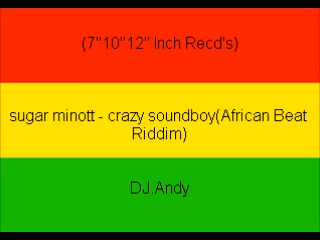 (7"10"12" Inch Recd's)
sugar minott - crazy soundboy(African Beat
Riddim)
DJ.Andy